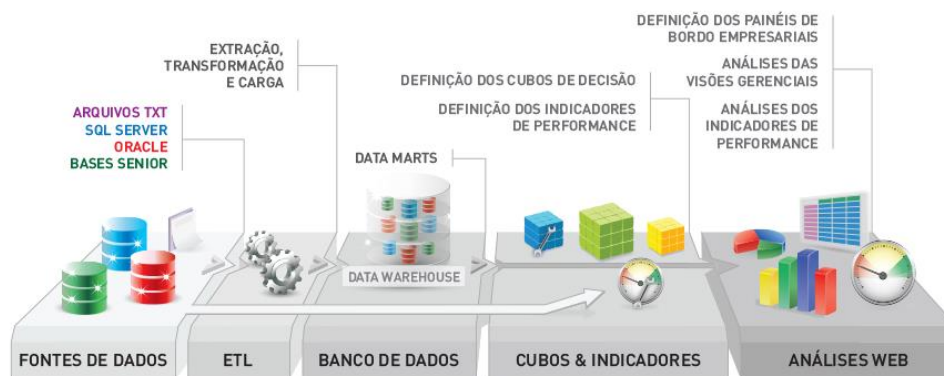 DEFINIÇÃO DOS PAINÉIS DE
BORDO EMPRESARIAIS
ANÁLISES DAS
VISÕES GERENCIAIS
ANÁLISES DOS
INDICADORES DE
PERFORMANCE
EXTRAÇÃO,
TRANSFORMAÇÃO
E CARGA
DEFINIÇÃO DOS CUBOS DE DECISÃO
DEFINIÇÃO DOS INDICADORES
DE PERFORMANCE
ARQUIVOS TXT
SQL SERVER
ORACLE
BASES SENIOR
DATA MARTS
DATA WAREHOUSE
FONTES DE DADOS
ETL
BANCO DE DADOS
CUBOS & INDICADORES
ANÁLISES WEB